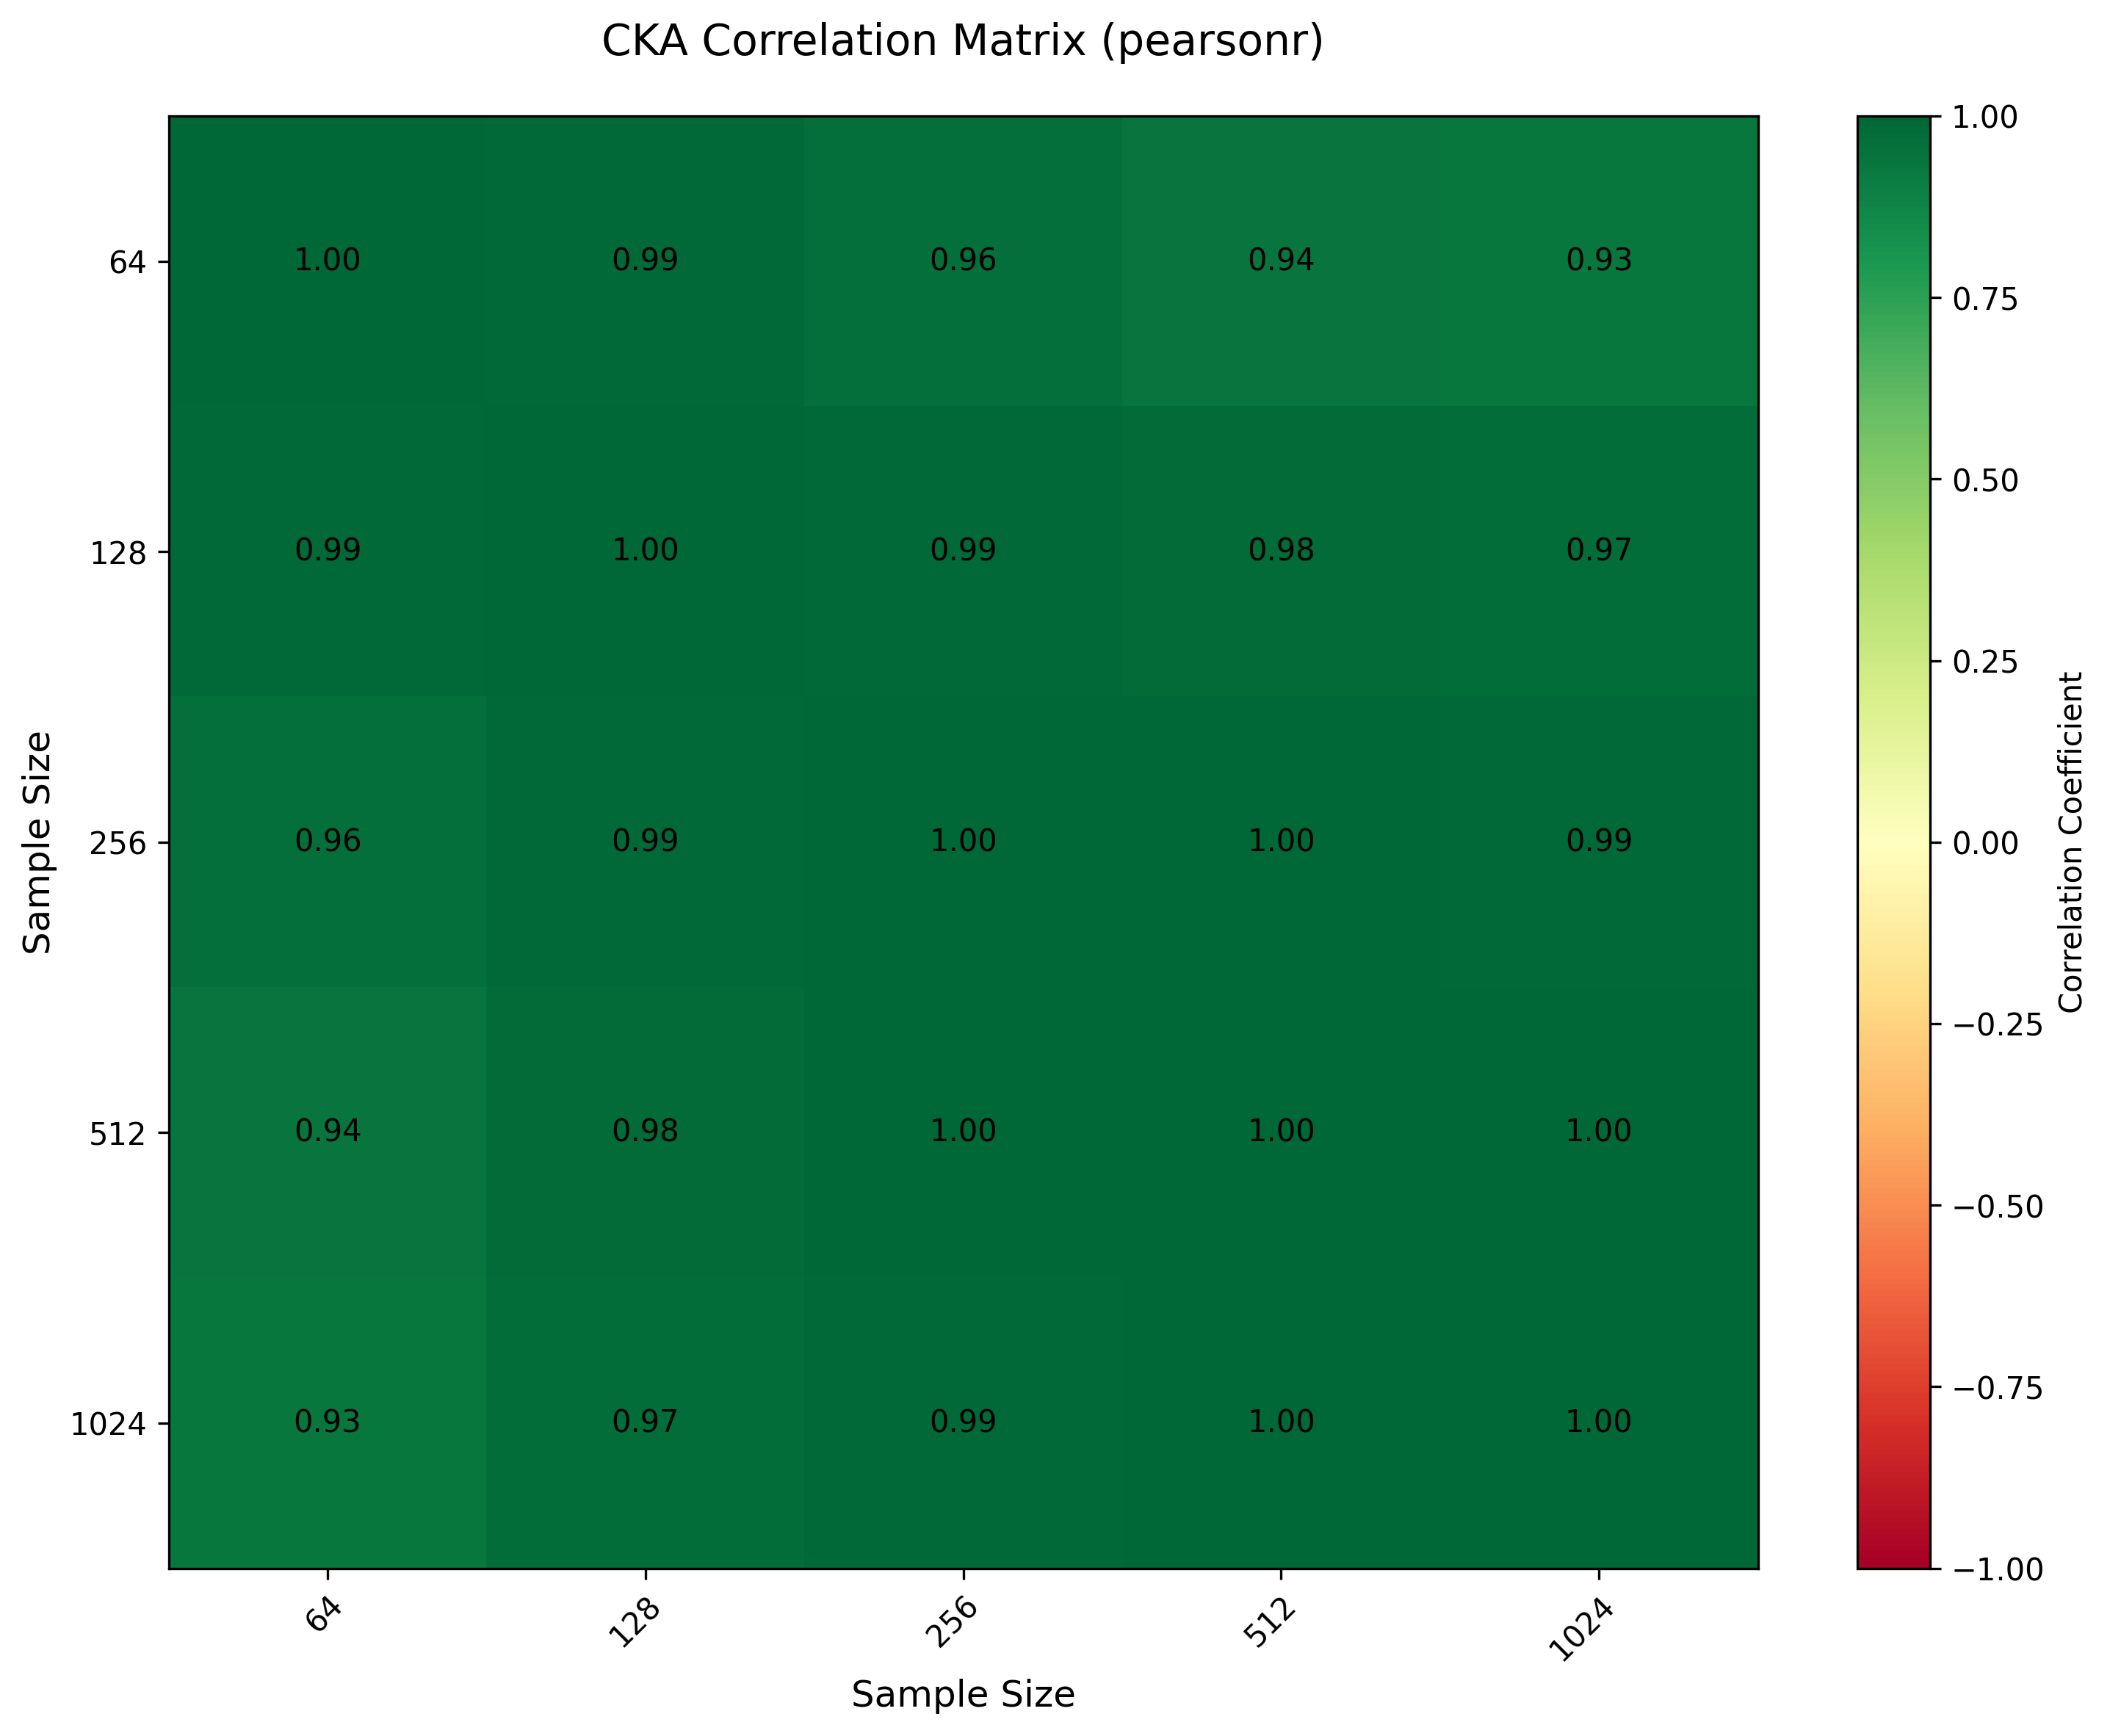 CKA Correlation Matrix (pearsonr)
64 1.00 0.99 0.96 0.94 0.93
128 0.99 1.00 0.99 0.98 0.97
256 0.96 0.99 1.00 1.00 0.99
512 0.94 0.98 1.00 1.00 1.00
1024 0.93 0.97 0.99 1.00 1.00
64 128 256 512 1024
Sample Size
Sample Size
1.00
0.75
0.50
0.25
0.00
−0.25
−0.50
−0.75
−1.00
Correlation Coefficient